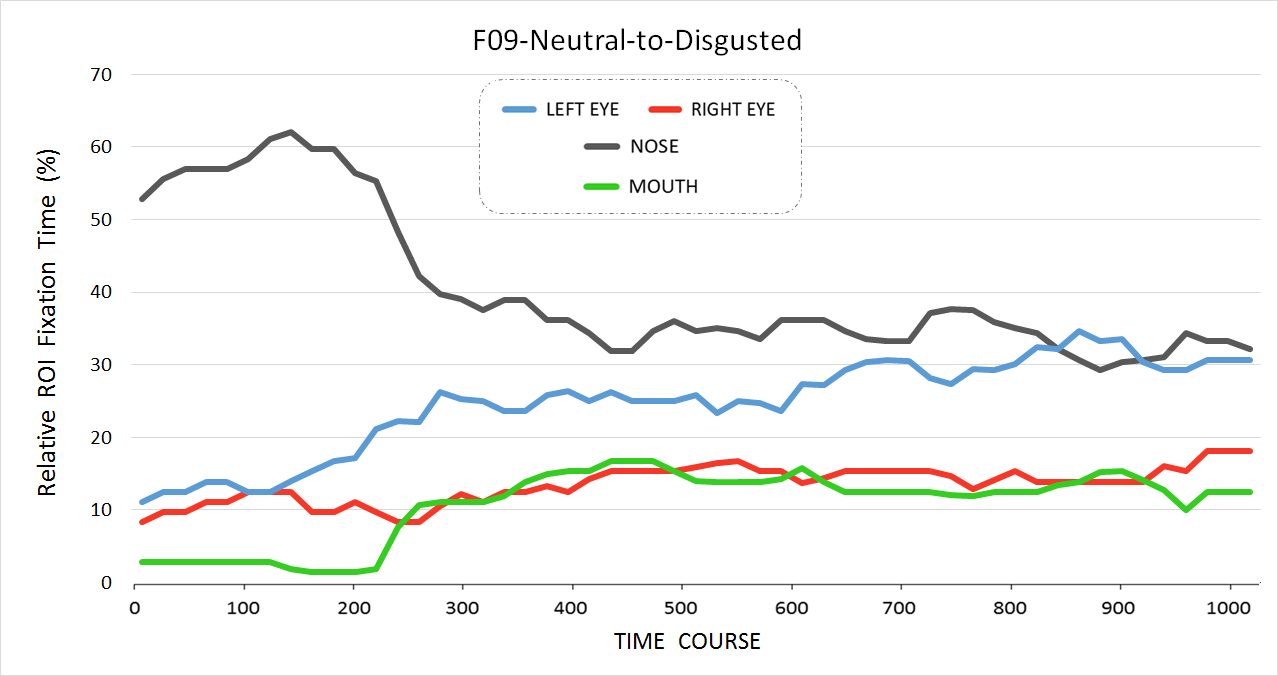 F09-Neutral-to-Disgusted
70
60
50
40
30
20
10
0
Relative ROI Fixation Time (%)
LEFT EYE RIGHT EYE
NOSE
MOUTH
0 100 200 300 400 500 600 700 800 900 1000
TIME COURSE